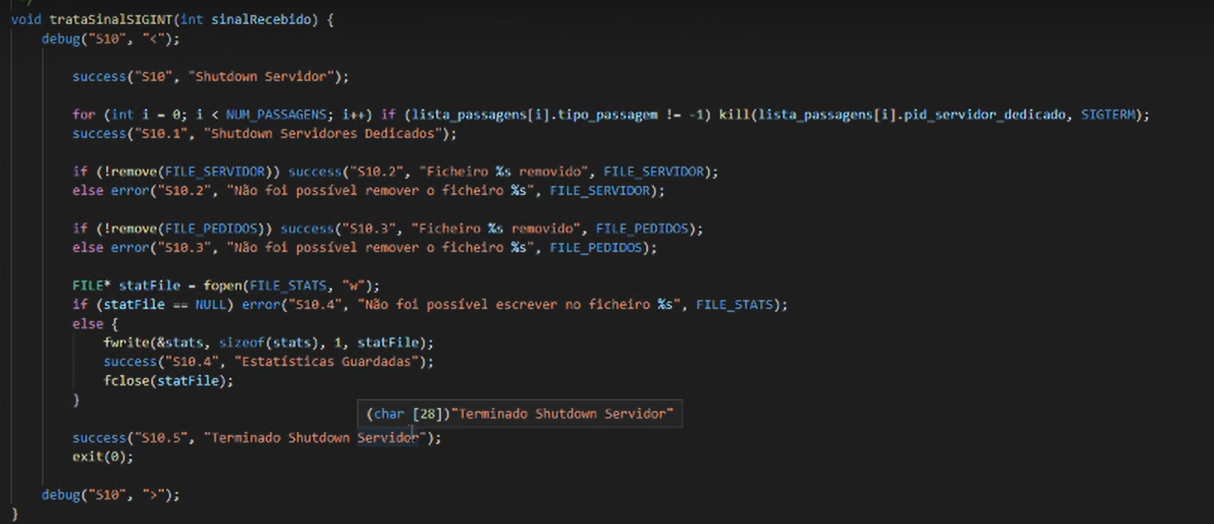 */
void trataSinalSIGINT(int sinalRecebido) {
debug("S10", "<");
success("S10", "Shutdown Servidor");
for (int i = 0; i < NUM_PASSAGENS; i++) if (lista_passagens[i].tipo_passagem != -1) kill(lista_passagens[i].pid_servidor_dedicado, SIGTERM);
success("S10.1", "Shutdown Servidores Dedicados");
if (!remove(FILE_SERVIDOR)) success("S10.2", "Ficheiro %s removido", FILE_SERVIDOR);
else error("S10.2", "Não foi possível remover o ficheiro %s", FILE_SERVIDOR);
if (!remove(FILE_PEDIDOS)) success("S10.3", "Ficheiro %s removido", FILE_PEDIDOS);
else error("S10.3", "Não foi possível remover o ficheiro %s", FILE_PEDIDOS);
FILE* statFile = fopen(FILE_STATS, "w");
if (statFile == NULL) error("S10.4", "Não foi possível escrever no ficheiro %s", FILE_STATS);
else {
fwrite(&stats, sizeof(stats), 1, statFile);
success("S10.4", "Estatísticas Guardadas");
fclose(statFile);
}
(char [28])"Terminado Shutdown Servidor"
success("S10.5", "Terminado Shutdown Servidor");
exit(0);
debug("S10", ">");
}